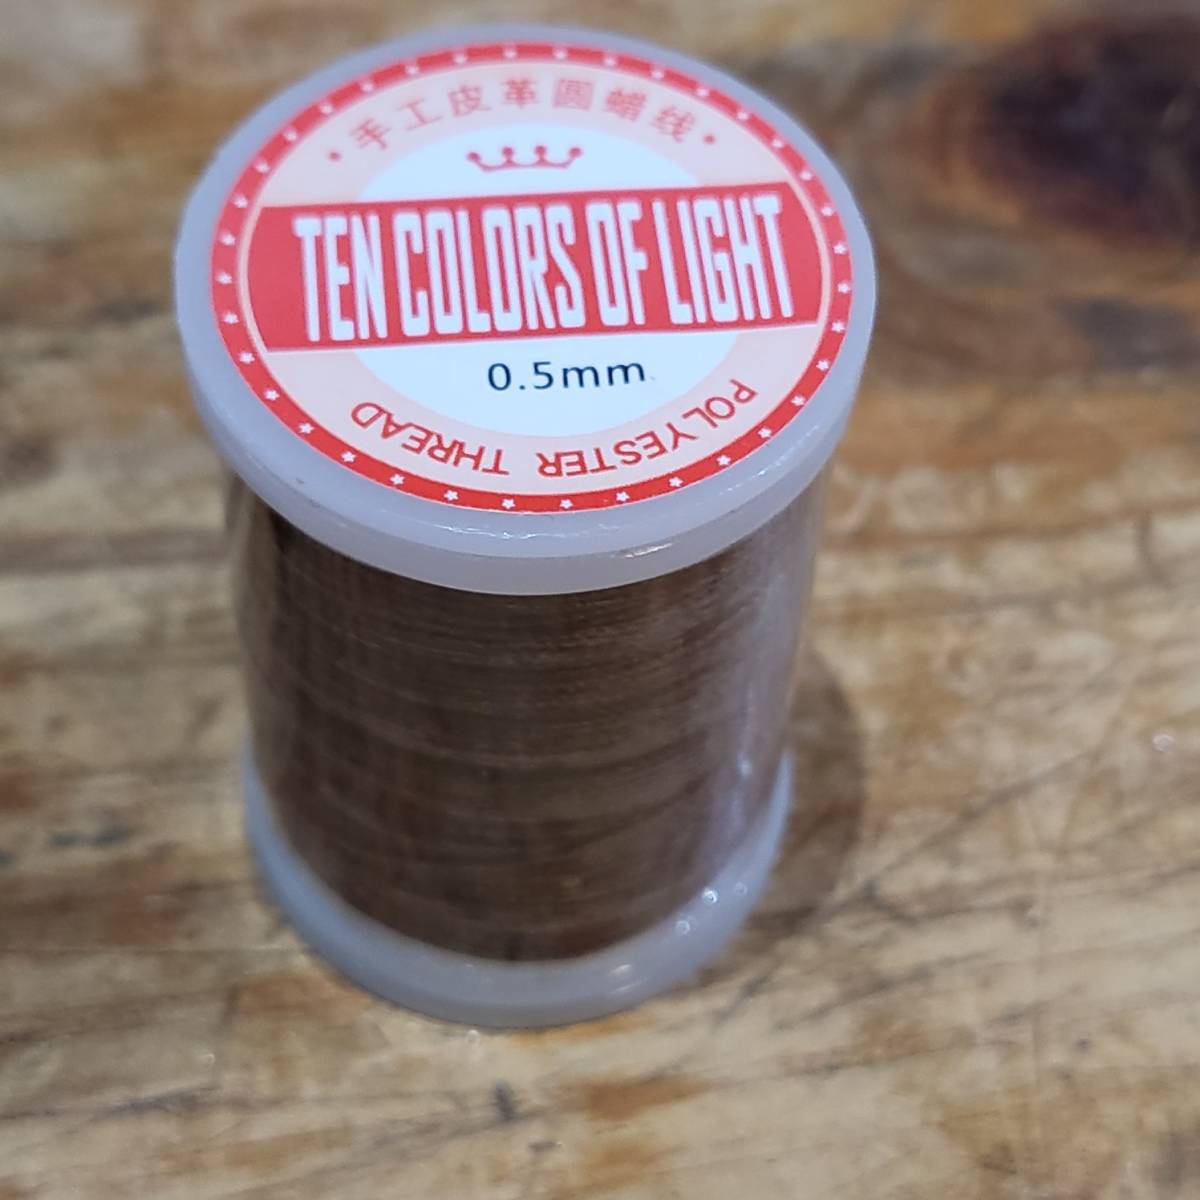 手工皮革圆蜡线
TEN COLORS OF LIGHT
0.5mm
POLYESTER THREAD